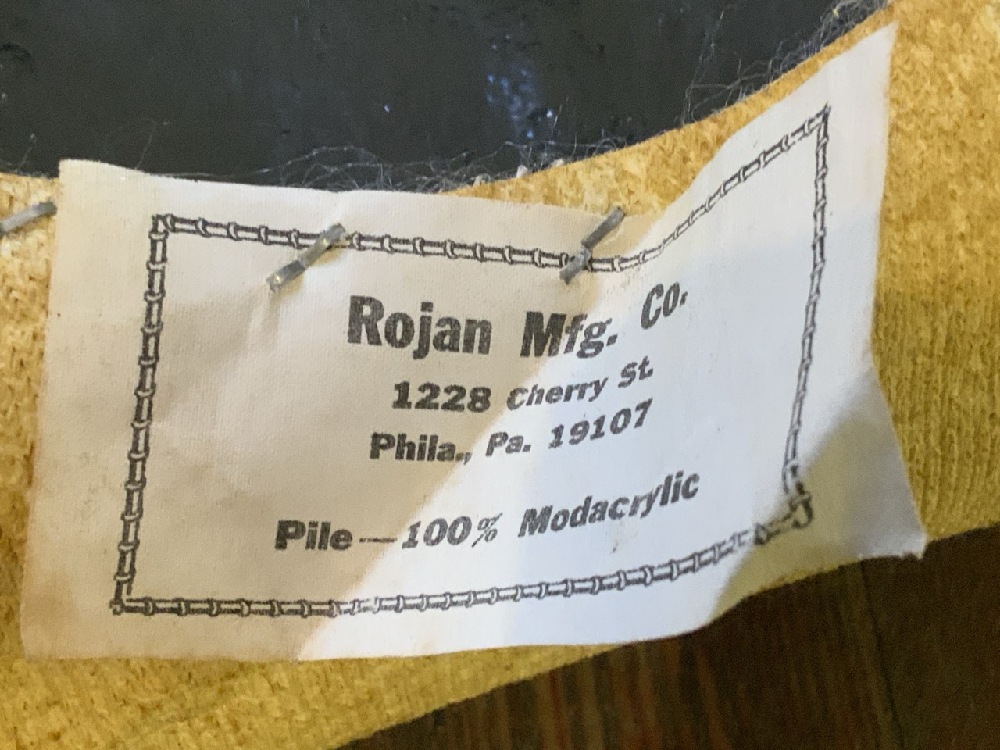 Rojan Mfg. Co.
1228 Cherry St.
Phila., Pa. 19107
Pile—100% Modacrylic